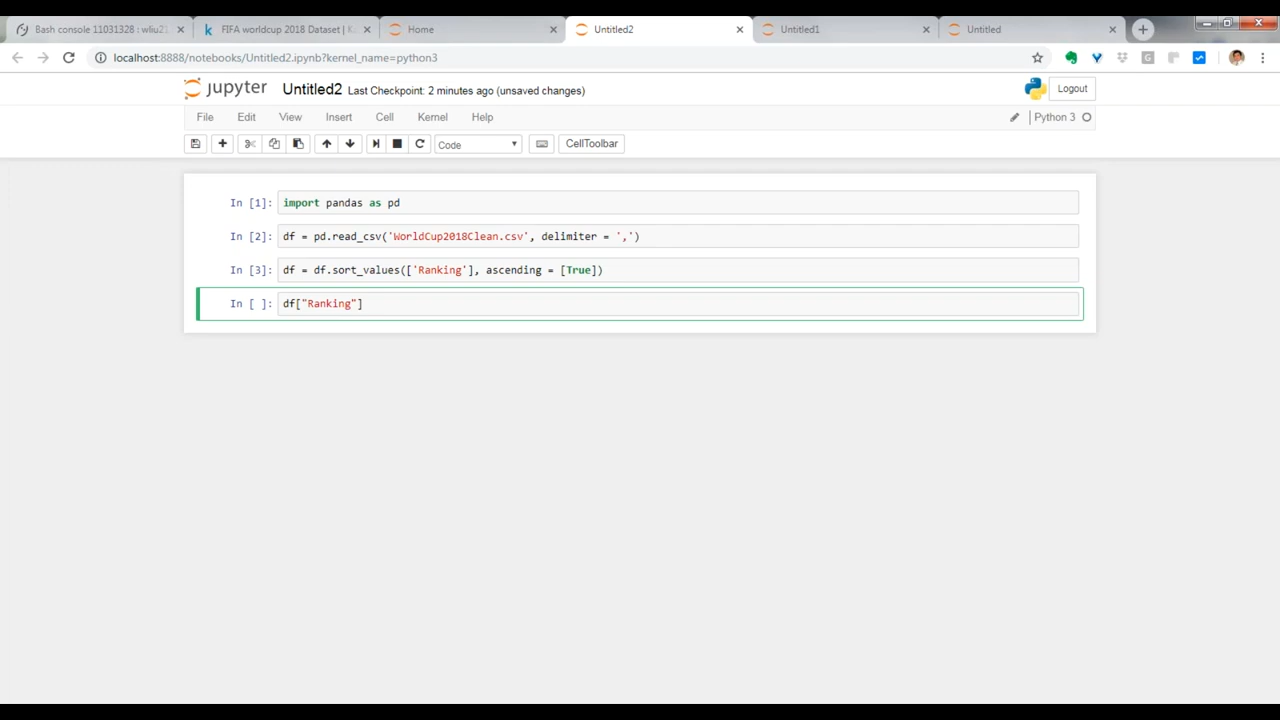 Bash console 11031328 : wliu2
FIFA worldcup 2018 Dataset | Ka
Home
Untitled2
Untitled1
Untitled
localhost:8888/notebooks/Untitled2.ipynb?kernel_name=python3
jupyter Untitled2 Last Checkpoint: 2 minutes ago (unsaved changes)
Logout
File Edit View Insert Cell Kernel Help
Python 3
Code
CellToolbar
In [1]: import pandas as pd
In [2]: df = pd.read_csv('WorldCup2018Clean.csv', delimiter = ',')
In [3]: df = df.sort_values(['Ranking'], ascending = [True])
In [ ]: df["Ranking"]